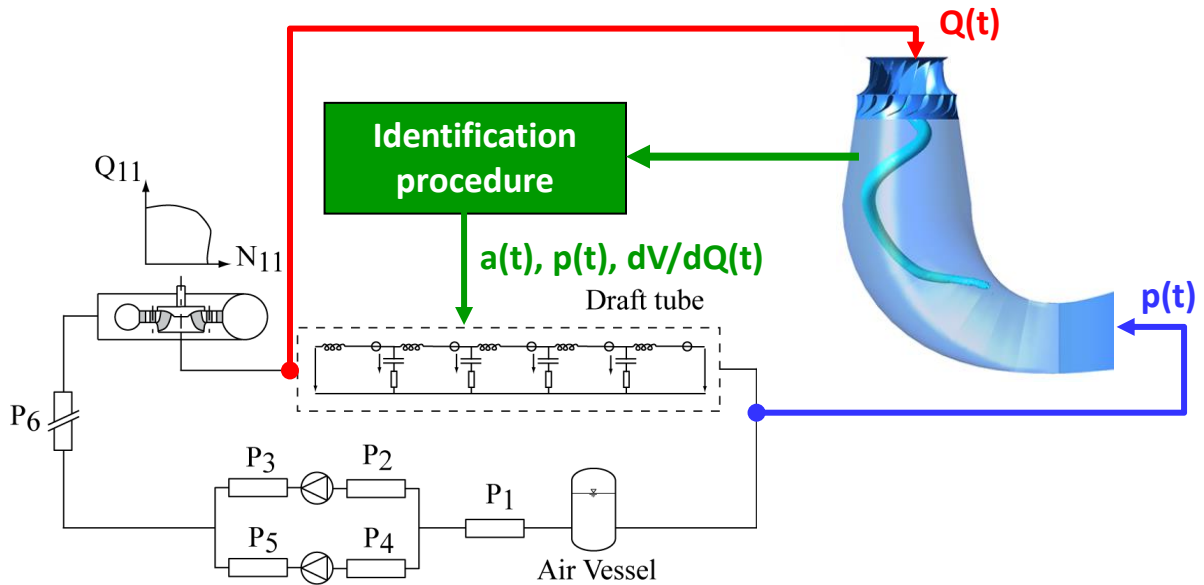 Q(t)
Identification
procedure
Q11
N11
a(t), p(t), dV/dQ(t)
Draft tube
p(t)
P6
P3
P2
P1
P5
P4
Air Vessel